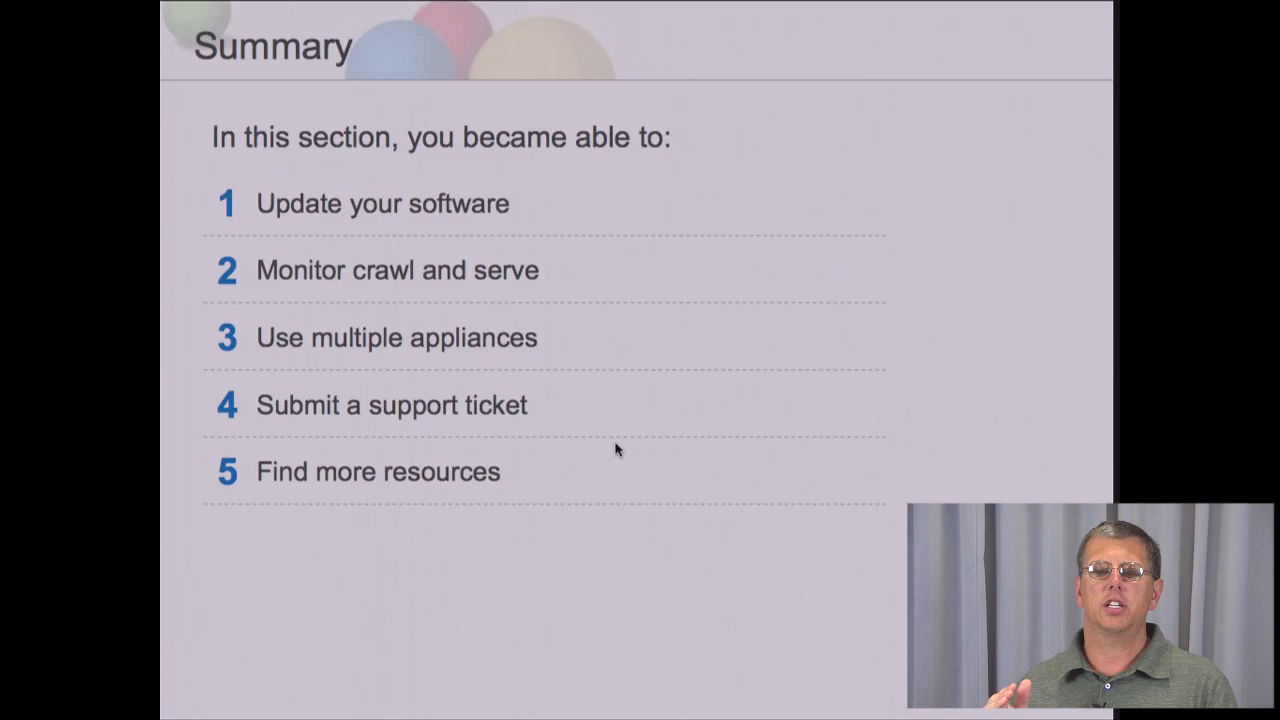 Summary
In this section, you became able to:
1 Update your software
2 Monitor crawl and serve
3 Use multiple appliances
4 Submit a support ticket
5 Find more resources